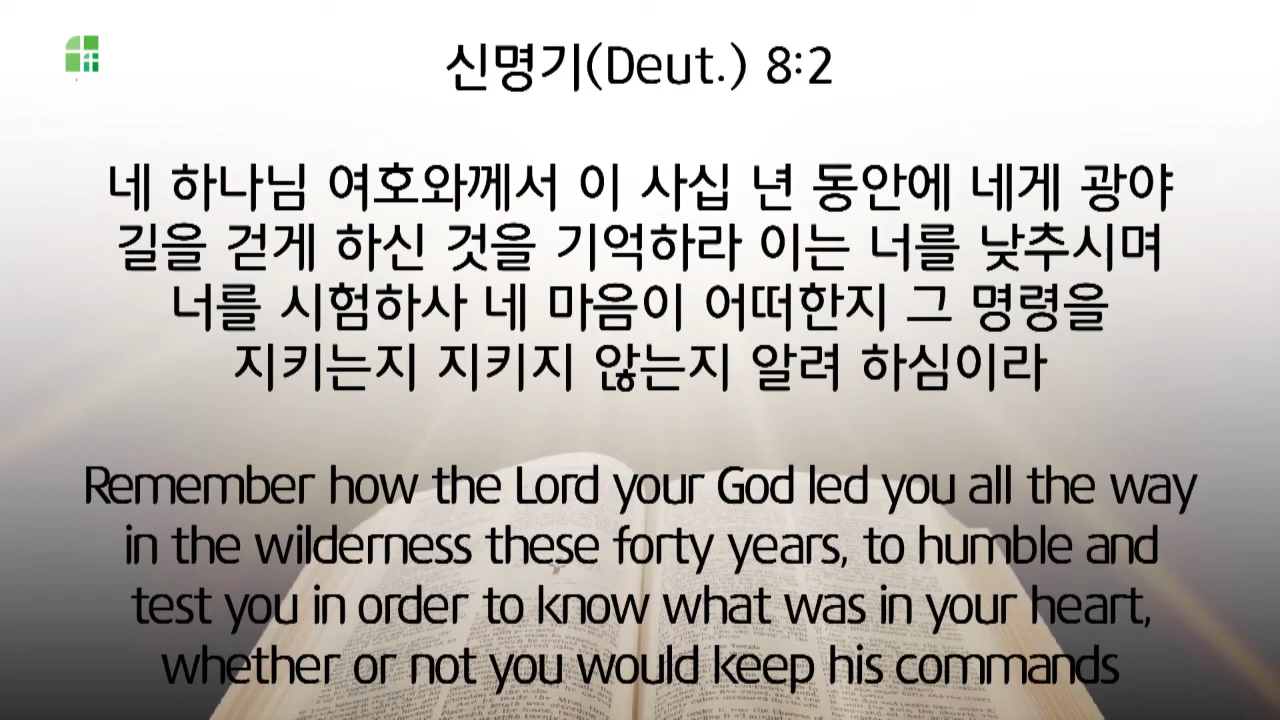 신명기(Deut.) 8:2
네 하나님 여호와께서 이 사십 년 동안에 네게 광야
길을 걷게 하신 것을 기억하라 이는 너를 낮추시며
너를 시험하사 네 마음이 어떠한지 그 명령을
지키는지 지키지 않는지 알려 하심이라
Remember how the Lord your God led you all the way
in the wilderness these forty years, to humble and
test you in order to know what was in your heart,
whether or not you would keep his commands